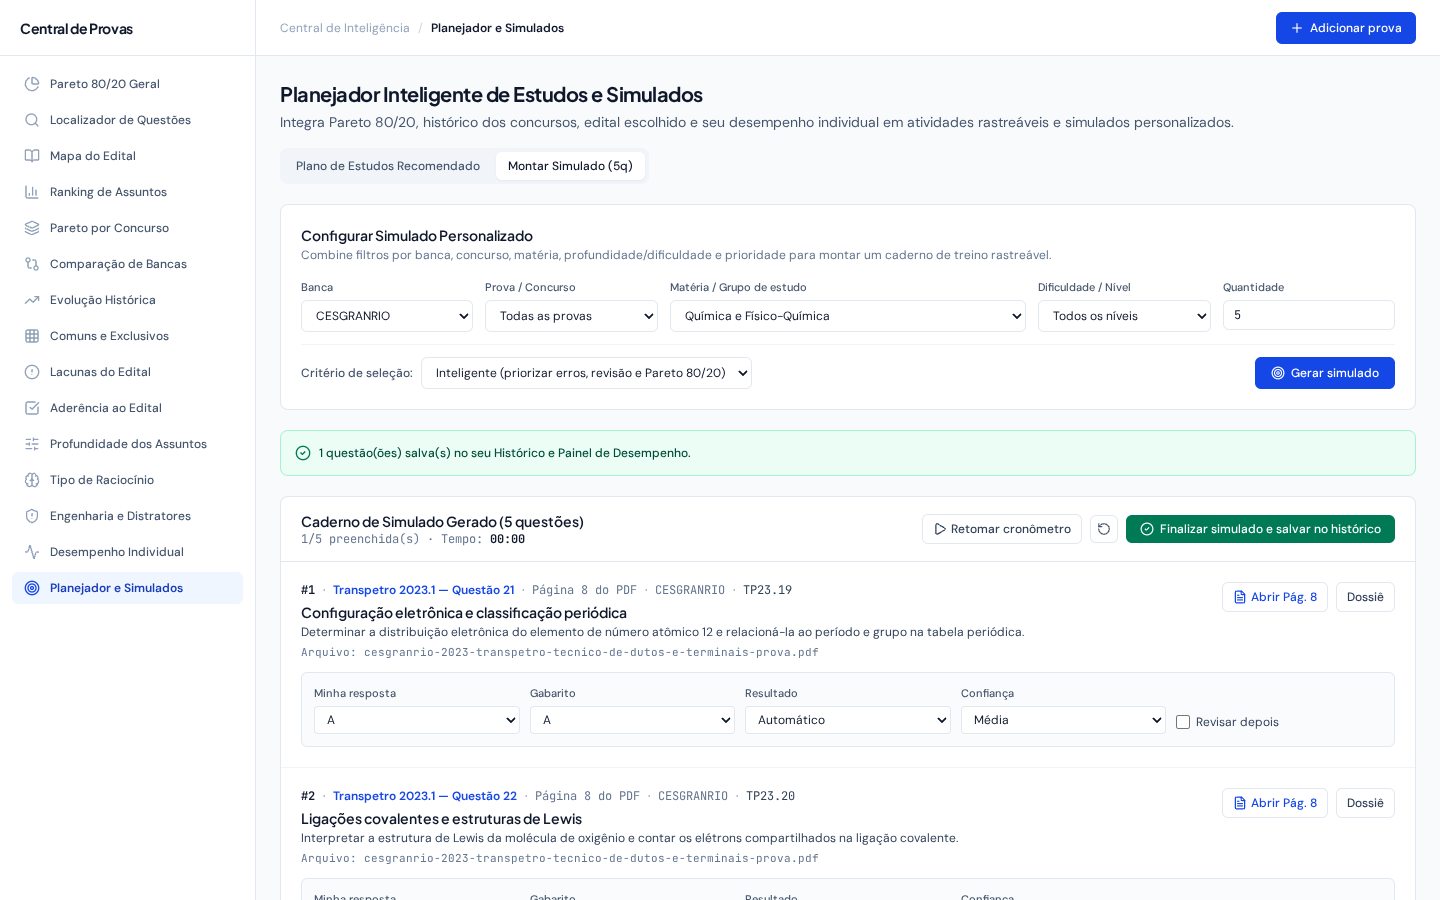 Central de Provas
Central de Inteligência / Planejador e Simulados
Adicionar prova
Pareto 80/20 Geral
Localizador de Questões
Mapa do Edital
Ranking de Assuntos
Pareto por Concurso
Comparação de Bancas
Evolução Histórica
Comuns e Exclusivos
Lacunas do Edital
Aderência ao Edital
Profundidade dos Assuntos
Tipo de Raciocínio
Engenharia e Distratores
Desempenho Individual
Planejador e Simulados
Planejador Inteligente de Estudos e Simulados
Integra Pareto 80/20, histórico dos concursos, edital escolhido e seu desempenho individual em atividades rastreáveis e simulados personalizados.
Plano de Estudos Recomendado Montar Simulado (5q)
Configurar Simulado Personalizado
Combine filtros por banca, concurso, matéria, profundidade/dificuldade e prioridade para montar um caderno de treino rastreável.
Banca Prova / Concurso Matéria / Grupo de estudo Dificuldade / Nível Quantidade
CESGRANRIO Todas as provas Química e Físico-Química Todos os níveis 5
Critério de seleção: Inteligente (priorizar erros, revisão e Pareto 80/20) Gerar simulado
1 questão(ões) salva(s) no seu Histórico e Painel de Desempenho.
Caderno de Simulado Gerado (5 questões)
1/5 preenchida(s) · Tempo: 00:00
Retomar cronômetro Finalizar simulado e salvar no histórico
#1 · Transpetro 2023.1 — Questão 21 · Página 8 do PDF · CESGRANRIO · TP23.19
Abrir Pág. 8 Dossiê
Configuração eletrônica e classificação periódica
Determinar a distribuição eletrônica do elemento de número atômico 12 e relacioná-la ao período e grupo na tabela periódica.
Arquivo: cesgranrio-2023-transpetro-tecnico-de-dutos-e-terminais-prova.pdf
Minha resposta Gabarito Resultado Confiança
A A Automático Média Revisar depois
#2 · Transpetro 2023.1 — Questão 22 · Página 8 do PDF · CESGRANRIO · TP23.20
Abrir Pág. 8 Dossiê
Ligações covalentes e estruturas de Lewis
Interpretar a estrutura de Lewis da molécula de oxigênio e contar os elétrons compartilhados na ligação covalente.
Arquivo: cesgranrio-2023-transpetro-tecnico-de-dutos-e-terminais-prova.pdf
Minha resposta Gabarito Resultado Confiança